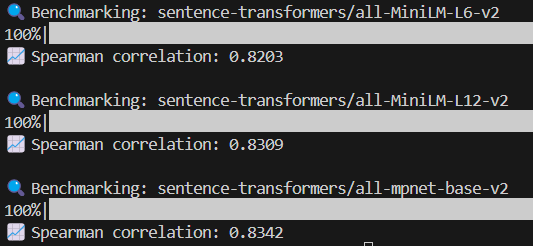 🔍 Benchmarking: sentence-transformers/all-MiniLM-L6-v2
100%|
📈 Spearman correlation: 0.8203
🔍 Benchmarking: sentence-transformers/all-MiniLM-L12-v2
100%|
📈 Spearman correlation: 0.8309
🔍 Benchmarking: sentence-transformers/all-mpnet-base-v2
100%|
📈 Spearman correlation: 0.8342